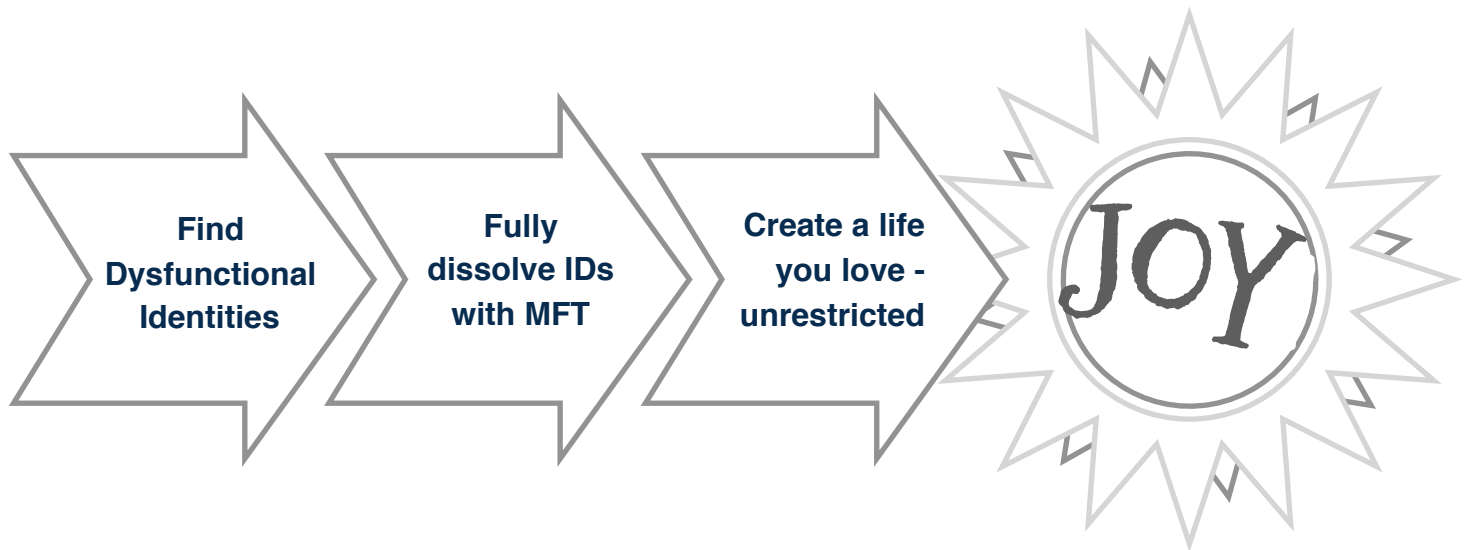 Find
Dysfunctional
Identities
Fully
dissolve IDs
with MFT
Create a life
you love -
unrestricted
JOY